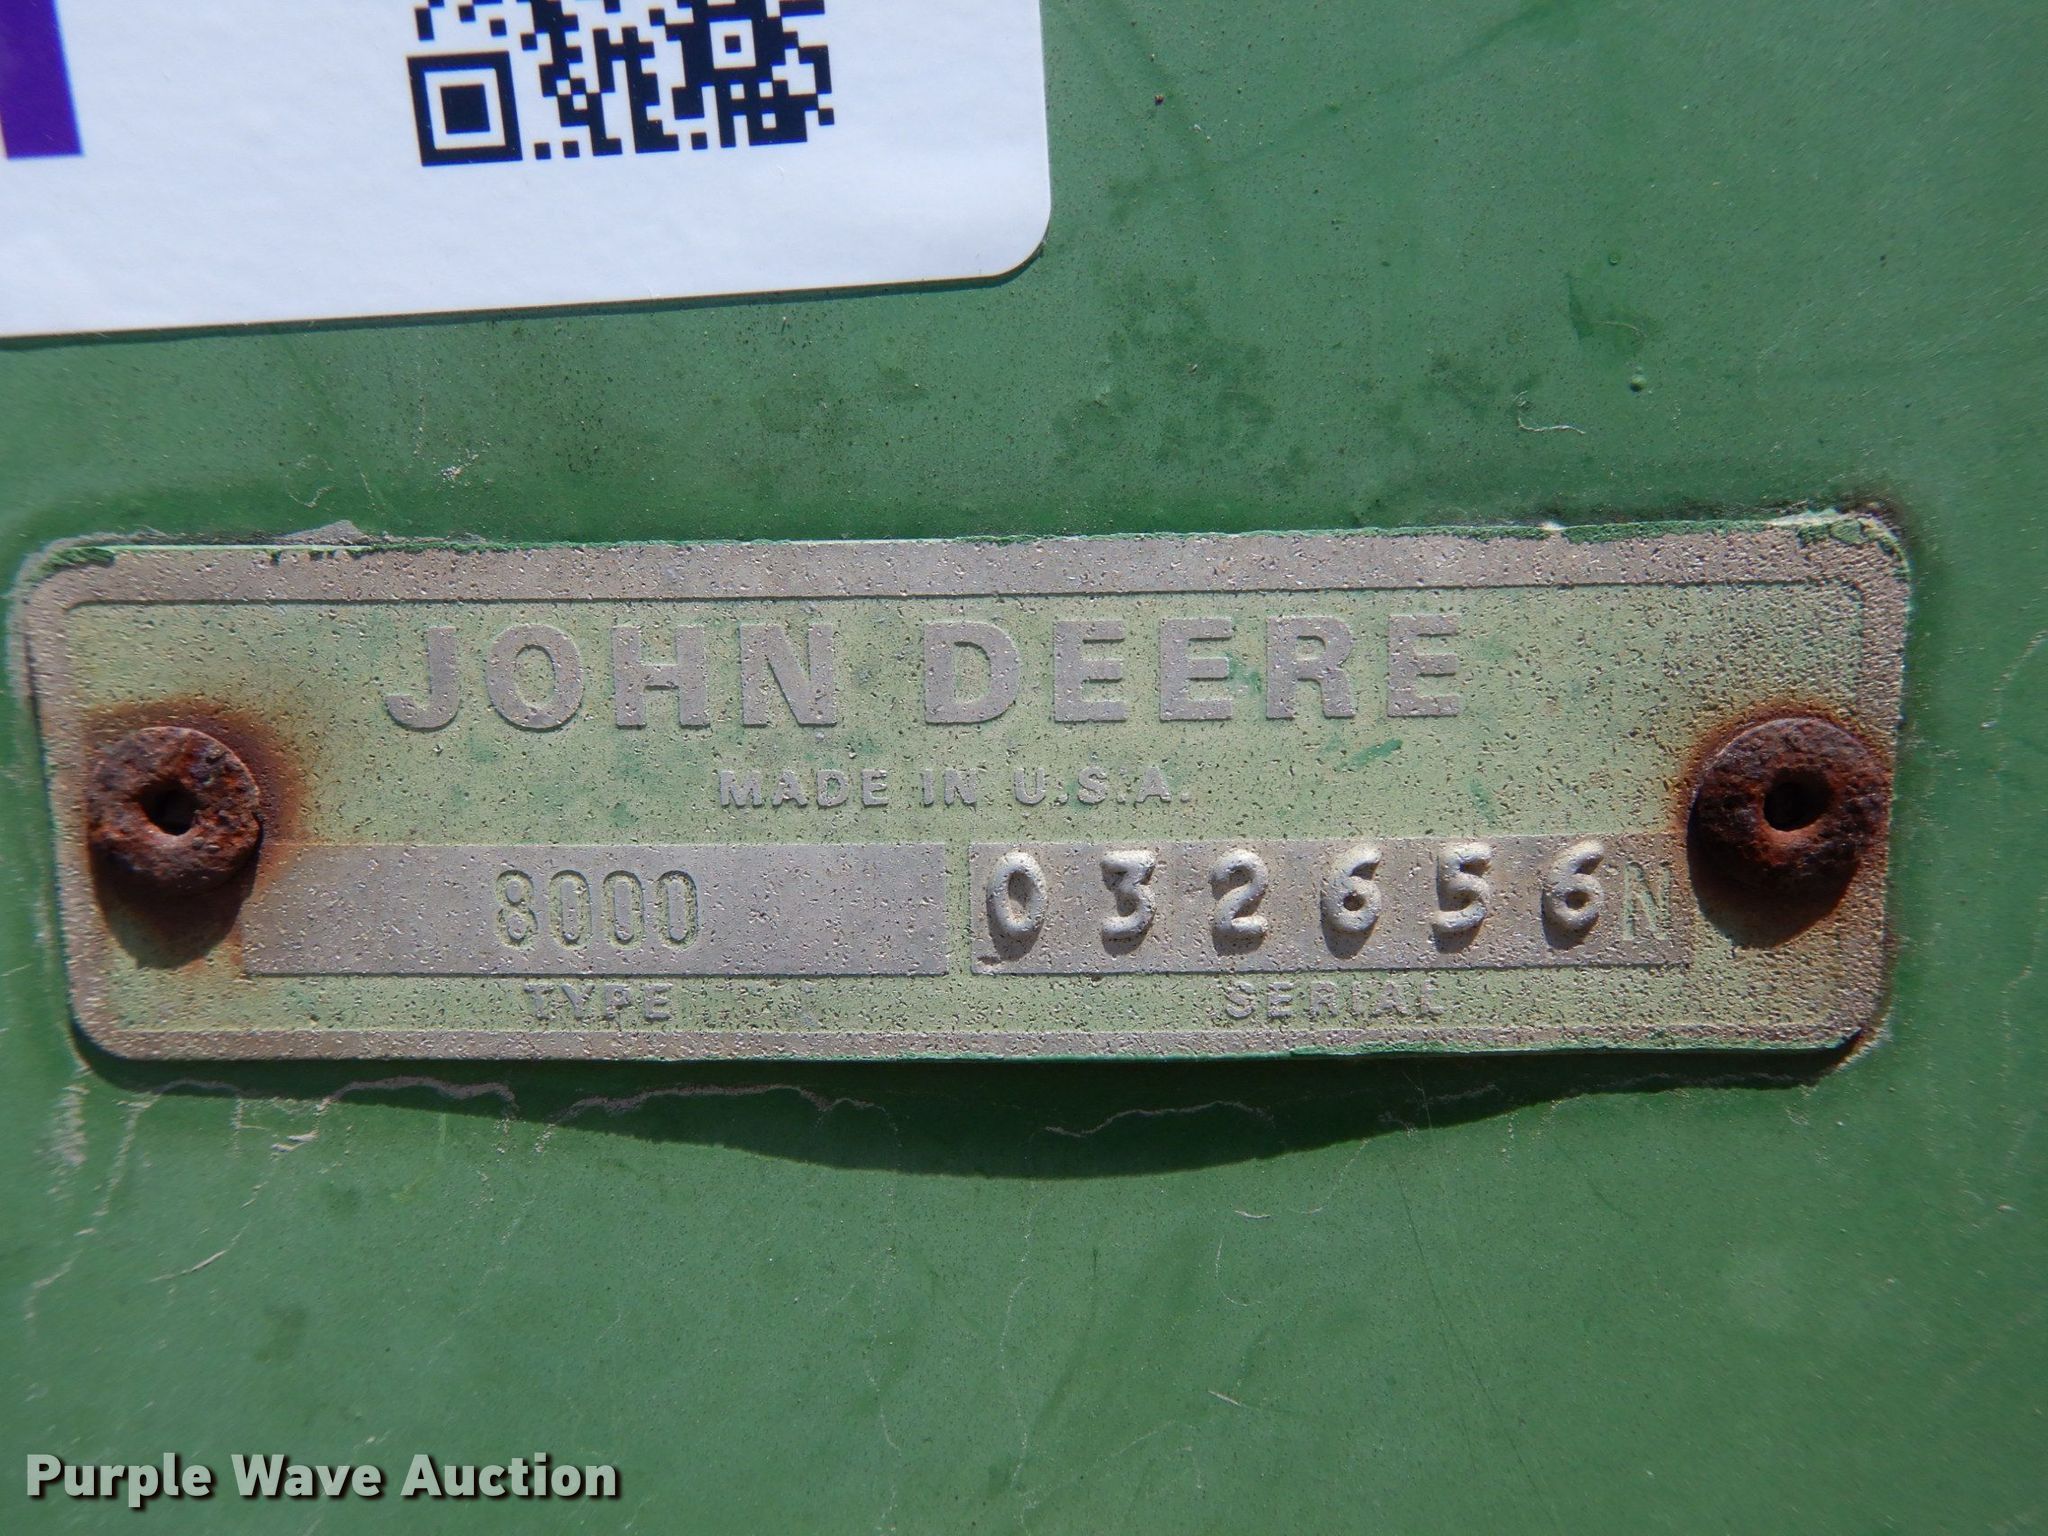 JOHN DEERE
MADE IN U.S.A.
8000 032656N
TYPE SERIAL
Purple Wave Auction